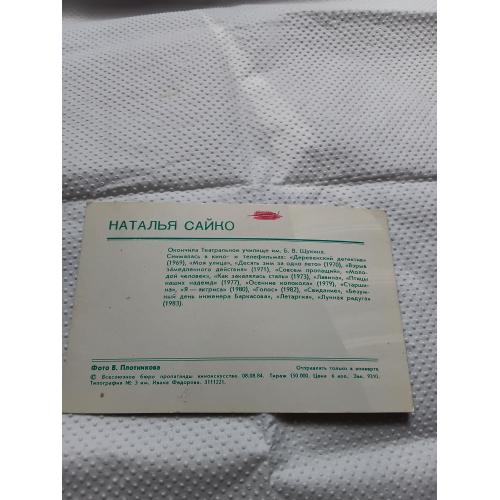 НАТАЛЬЯ САЙКО
Окончила Театральное училище им. Б. В. Щукина.
Снималась в кино- и телефильмах: «Деревенский детектив»
(1969), «Моя улица», «Десять зим за одно лето» (1970), «Взрыв
замедленного действия» (1971), «Совсем пропащий», «Моло-
дой человек», «Как закалялась сталь» (1973), «Лавина», «Птицы
наших надежд» (1977), «Осенние колокола» (1979), «Старши-
на», «Я — актриса» (1980), «Голос» (1982), «Свидание», «Безум-
ный день инженера Баркасова», «Летаргия», «Лунная радуга»
(1983).
Фото В. Плотникова
Отправлять только в конверте
© Всесоюзное бюро пропаганды киноискусства. 08.08.84. Тираж 150 000. Цена 6 коп. Зак. 9393.
Типография № 3 им. Ивана Федорова. 3111221.